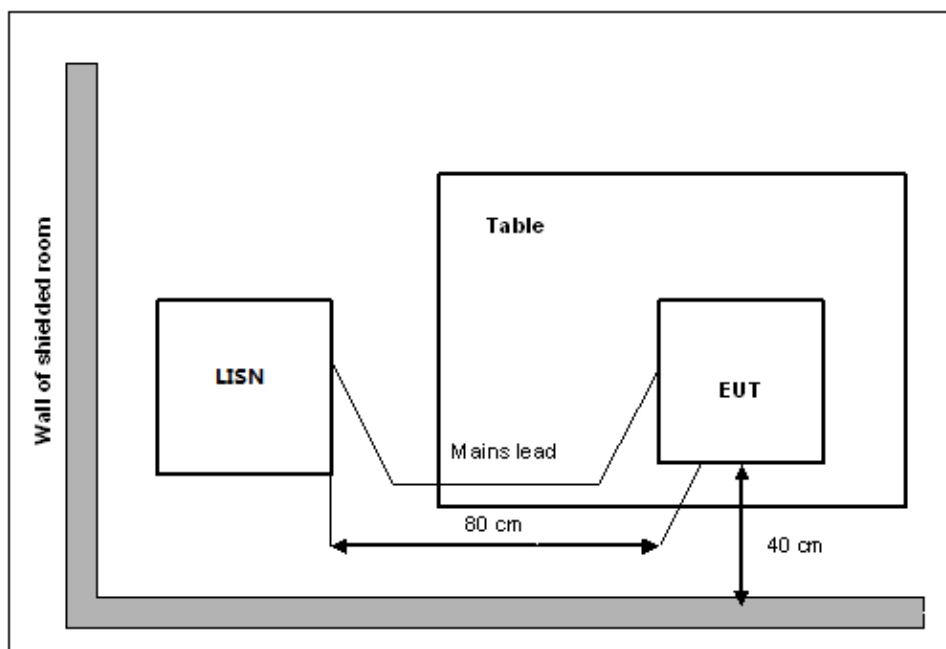 Wall of shielded room
Table
LISN
EUT
Mains lead
80 cm
40 cm